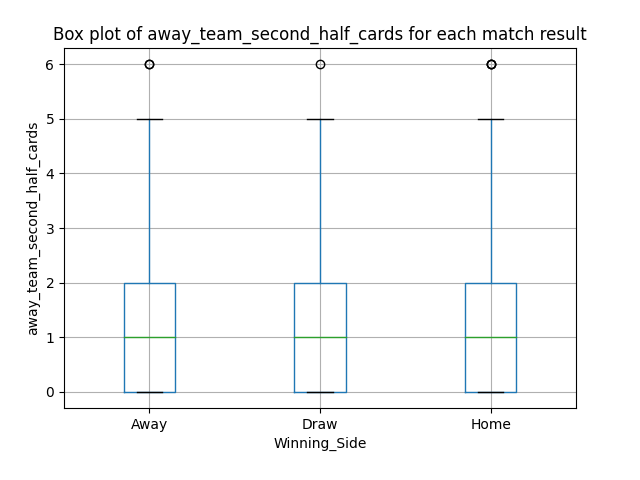 Box plot of away_team_second_half_cards for each match result
6
5
4
3
2
1
0
away_team_second_half_cards
Away
Draw
Home
Winning_Side